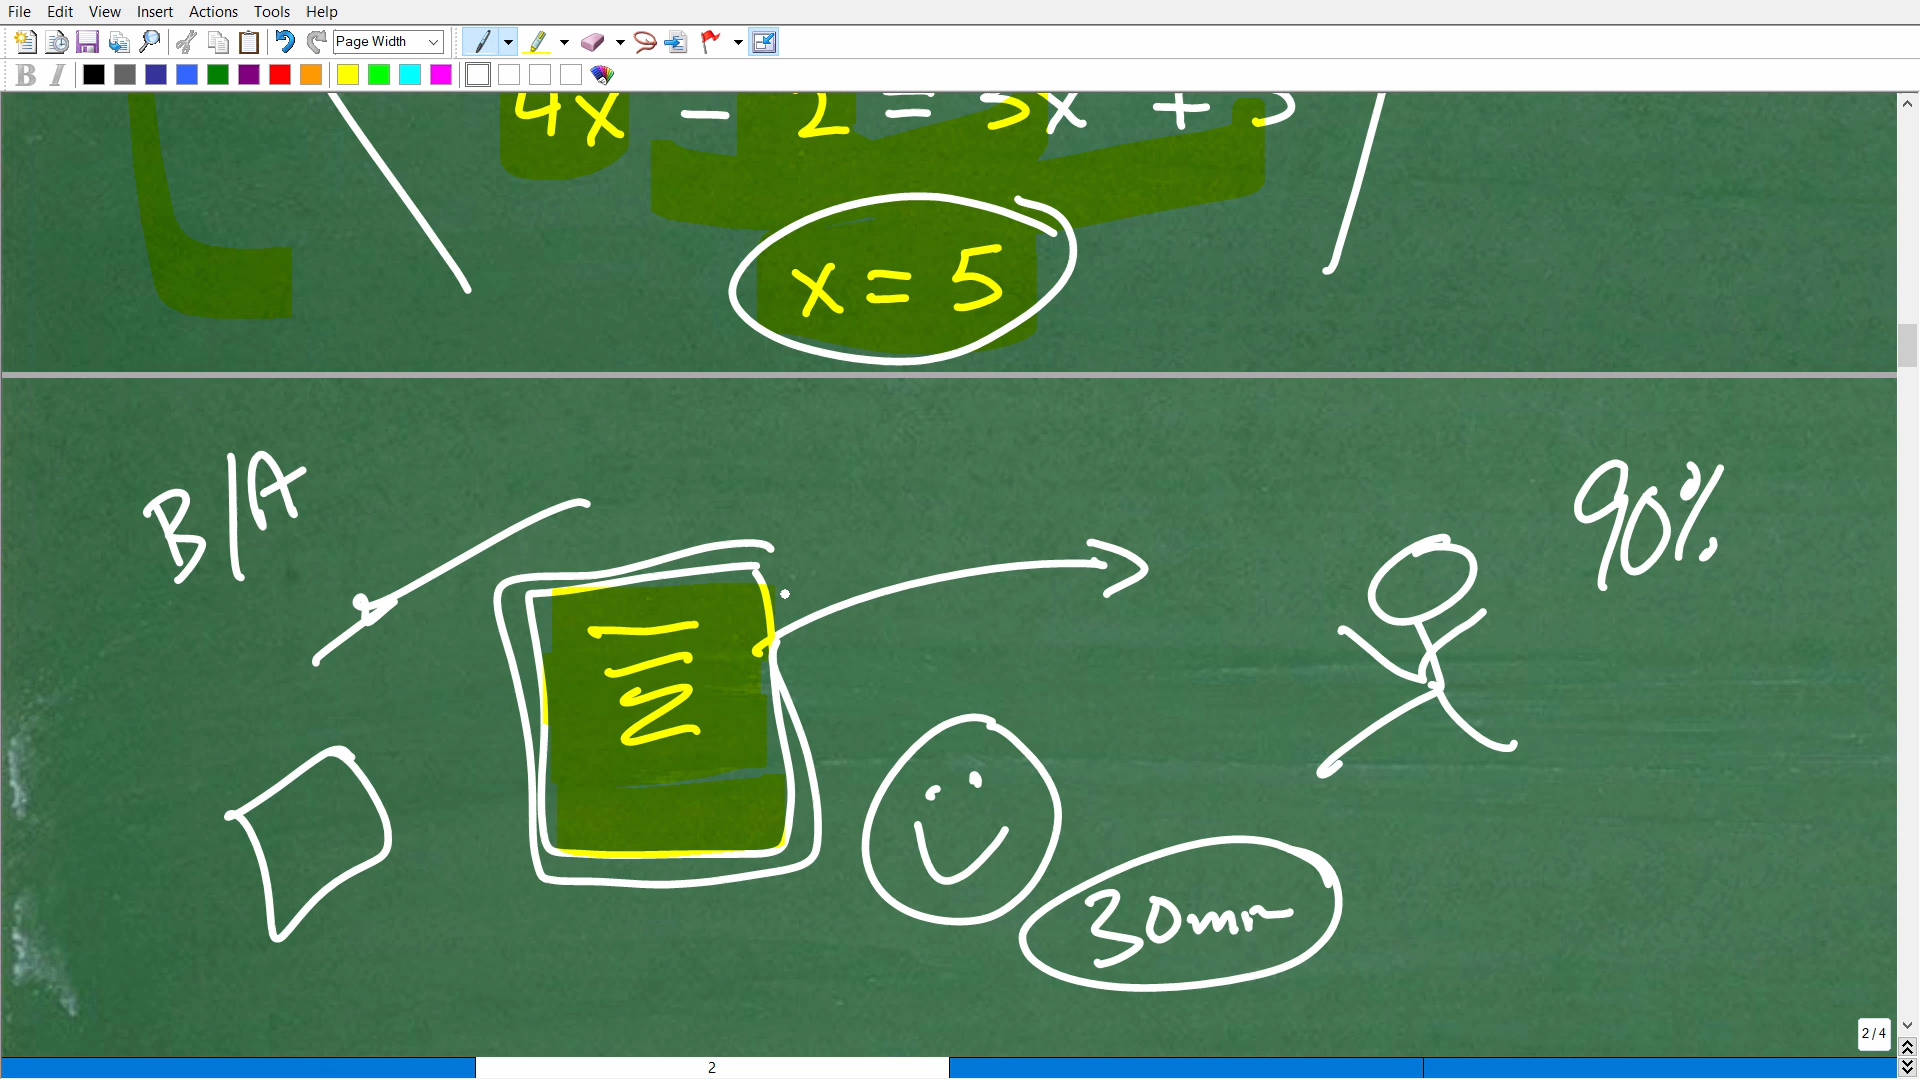 File Edit View Insert Actions Tools Help
Page Width
B I
4x - 2 = 3x + 3
x = 5
B/A
90%
30min
2 / 4
2